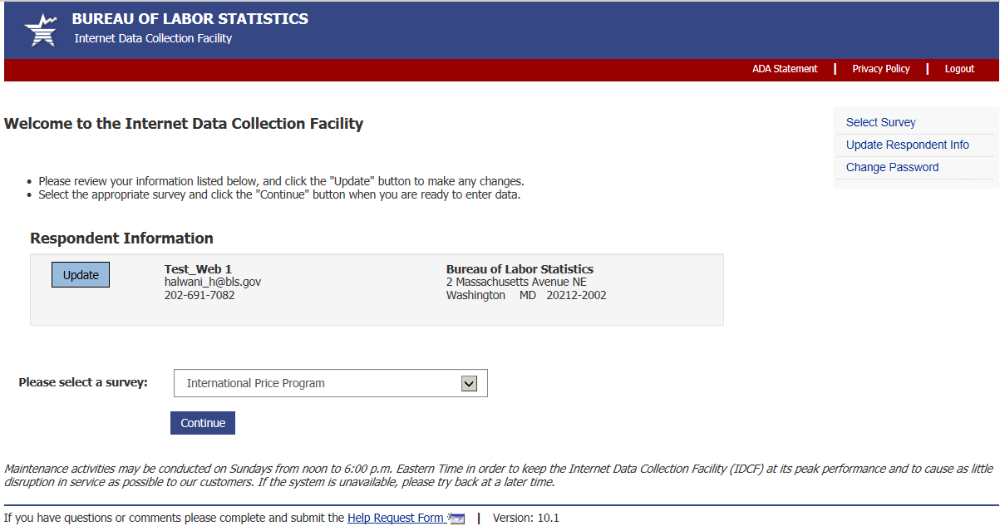 BUREAU OF LABOR STATISTICS
Internet Data Collection Facility
ADA Statement | Privacy Policy | Logout
Welcome to the Internet Data Collection Facility
Select Survey
Update Respondent Info
Change Password
• Please review your information listed below, and click the "Update" button to make any changes.
• Select the appropriate survey and click the "Continue" button when you are ready to enter data.
Respondent Information
Update
Test_Web 1
halwani_h@bls.gov
202-691-7082
Bureau of Labor Statistics
2 Massachusetts Avenue NE
Washington MD 20212-2002
Please select a survey:
International Price Program
Continue
Maintenance activities may be conducted on Sundays from noon to 6:00 p.m. Eastern Time in order to keep the Internet Data Collection Facility (IDCF) at its peak performance and to cause as little
disruption in service as possible to our customers. If the system is unavailable, please try back at a later time.
If you have questions or comments please complete and submit the Help Request Form | Version: 10.1